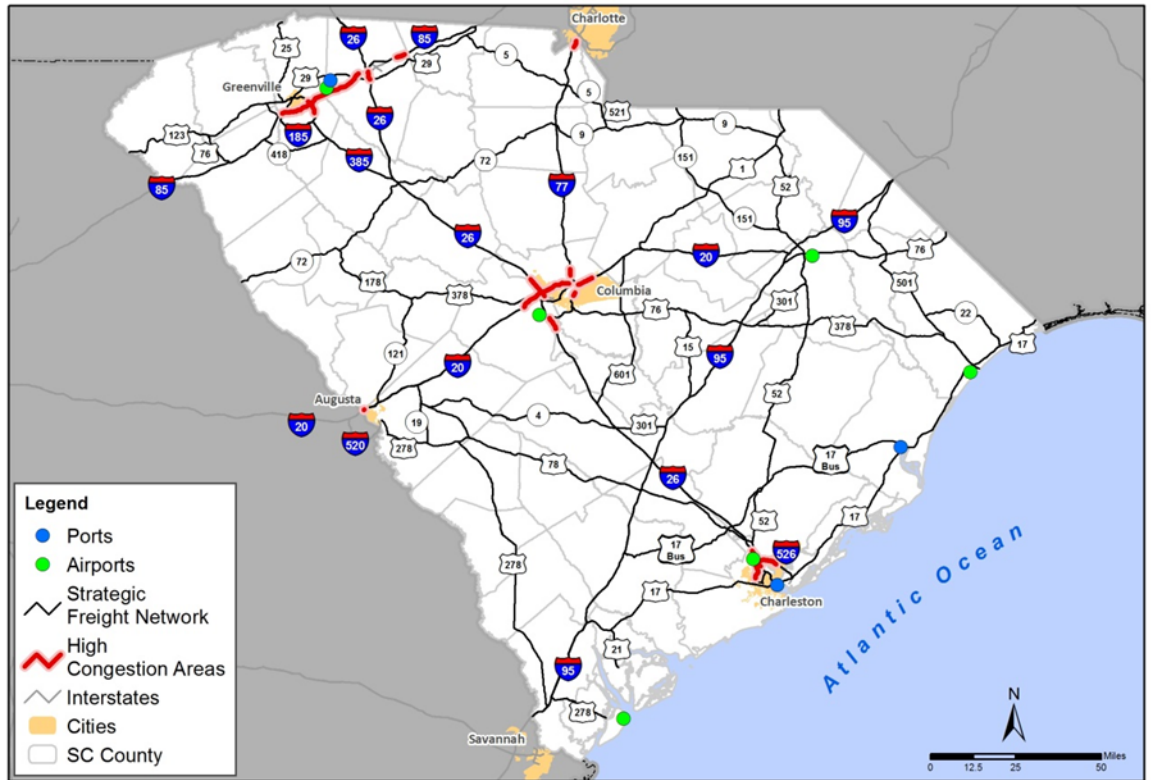 Charlotte
26
85
25
5
29
29
Greenville
5
521
26
123
185
9
9
76
418
385
72
151
1
85
77
52
151
95
26
20
76
72
501
178
378
Columbia
76
301
22
378
17
15
95
121
20
601
Augusta
52
20
19
4
301
520
278
78
17
Bus
26
52
17
17
Bus
526
278
17
Charleston
21
95
278
Savannah
Atlantic Ocean
Legend
Ports
Airports
Strategic
Freight Network
High
Congestion Areas
Interstates
Cities
SC County
N
Miles
0 12.5 25 50